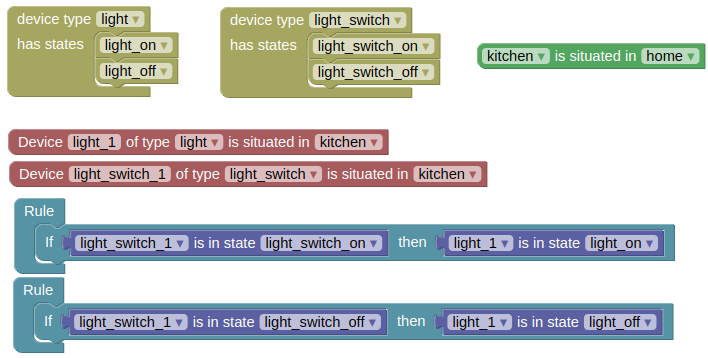 device type light ▾
has states light_on ▾
light_off ▾
device type light_switch ▾
has states light_switch_on ▾
light_switch_off ▾
kitchen ▾ is situated in home ▾
Device light_1 of type light ▾ is situated in kitchen ▾
Device light_switch_1 of type light_switch ▾ is situated in kitchen ▾
Rule
If light_switch_1 ▾ is in state light_switch_on ▾ then light_1 ▾ is in state light_on ▾
Rule
If light_switch_1 ▾ is in state light_switch_off ▾ then light_1 ▾ is in state light_off ▾